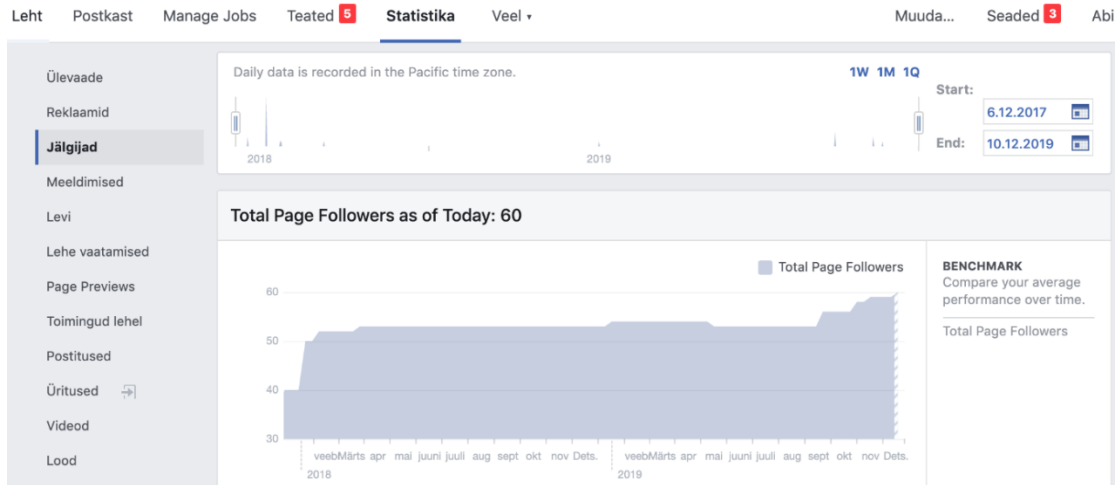 Leht Postkast Manage Jobs Teated 5 Statistika Veel ▾ Muuda... Seaded 3 Abi
Ülevaade
Reklaamid
Jälgijad
Meeldimised
Levi
Lehe vaatamised
Page Previews
Toimingud lehel
Postitused
Üritused
Videod
Lood
Daily data is recorded in the Pacific time zone.
1W 1M 1Q
2018 2019
Start:
6.12.2017
End:
10.12.2019
Total Page Followers as of Today: 60
Total Page Followers
60
50
40
30
veebMärts apr mai juuni juuli aug sept okt nov Dets. veebMärts apr mai juuni juuli aug sept okt nov Dets.
2018 2019
BENCHMARK
Compare your average
performance over time.
Total Page Followers